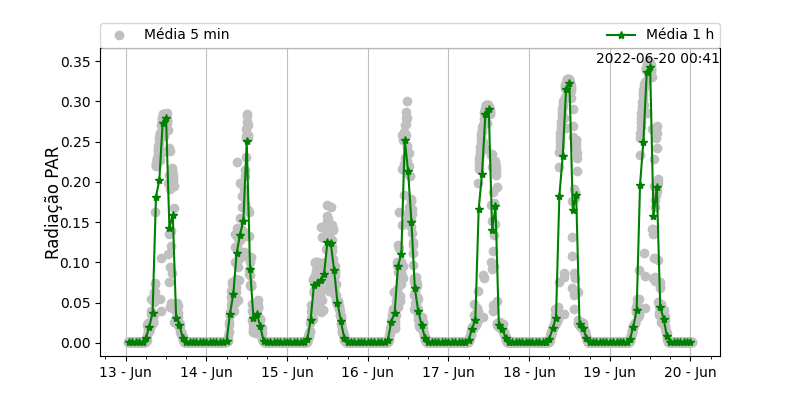 Média 5 min
Média 1 h
2022-06-20 00:41
Radiação PAR
0.35
0.30
0.25
0.20
0.15
0.10
0.05
0.00
13 - Jun
14 - Jun
15 - Jun
16 - Jun
17 - Jun
18 - Jun
19 - Jun
20 - Jun